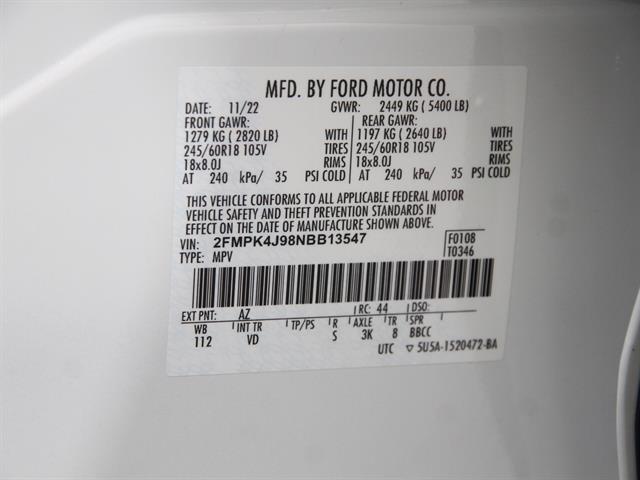 MFD. BY FORD MOTOR CO.
DATE: 11/22 GVWR: 2449 KG ( 5400 LB)
FRONT GAWR: REAR GAWR:
1279 KG ( 2820 LB) WITH 1197 KG ( 2640 LB) WITH
245/60R18 105V TIRES 245/60R18 105V TIRES
18x8.0J RIMS 18x8.0J RIMS
AT 240 kPa/ 35 PSI COLD AT 240 kPa/ 35 PSI COLD
THIS VEHICLE CONFORMS TO ALL APPLICABLE FEDERAL MOTOR
VEHICLE SAFETY AND THEFT PREVENTION STANDARDS IN
EFFECT ON THE DATE OF MANUFACTURE SHOWN ABOVE.
VIN: 2FMPK4J98NBB13547 F0108
TYPE: MPV T0346
EXT PNT: AZ RC: 44 DSO:
WB INT TR TP/PS R AXLE TR SPR
112 VD S 3K 8 BBCC
UTC ▽ 5U5A-1520472-BA